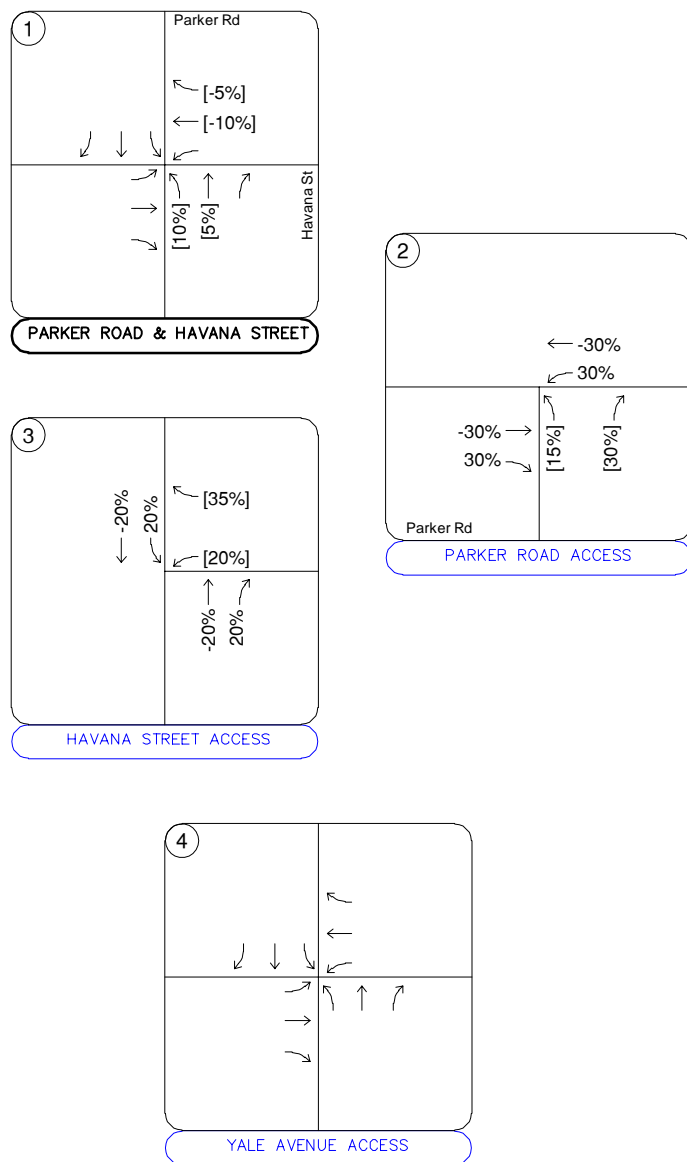 1
Parker Rd
[-5%]
[-10%]
[10%]
[5%]
Havana St
PARKER ROAD & HAVANA STREET
2
-30%
30%
-30%
30%
[15%]
[30%]
Parker Rd
PARKER ROAD ACCESS
3
-20%
20%
[35%]
[20%]
-20%
20%
HAVANA STREET ACCESS
4
YALE AVENUE ACCESS